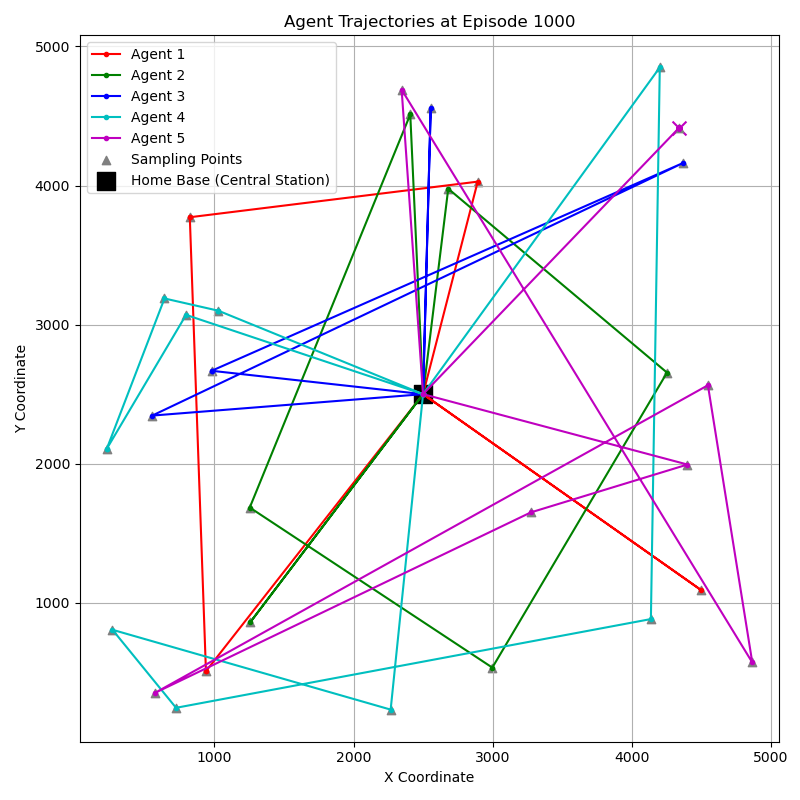 Agent Trajectories at Episode 1000
Agent 1
Agent 2
Agent 3
Agent 4
Agent 5
Sampling Points
Home Base (Central Station)
5000
4000
3000
2000
1000
Y Coordinate
1000 2000 3000 4000 5000
X Coordinate